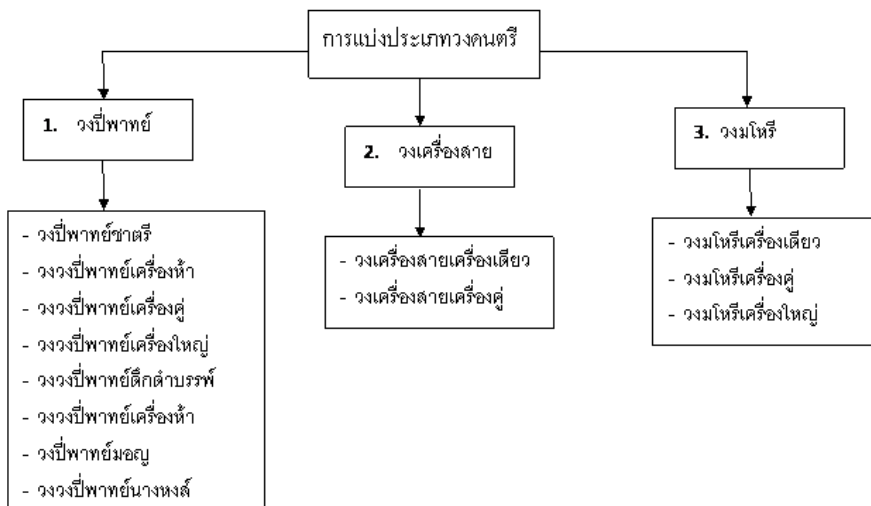 การแบ่งประเภทวงดนตรี
1. วงปี่พาทย์
2. วงเครื่องสาย
3. วงมโหรี
- วงปี่พาทย์ชาตรี
- วงวงปี่พาทย์เครื่องห้า
- วงวงปี่พาทย์เครื่องคู่
- วงวงปี่พาทย์เครื่องใหญ่
- วงวงปี่พาทย์ดึกดำบรรพ์
- วงวงปี่พาทย์เครื่องห้า
- วงปี่พาทย์มอญ
- วงวงปี่พาทย์นางหงส์
- วงเครื่องสายเครื่องเดียว
- วงเครื่องสายเครื่องคู่
- วงมโหรีเครื่องเดียว
- วงมโหรีเครื่องคู่
- วงมโหรีเครื่องใหญ่